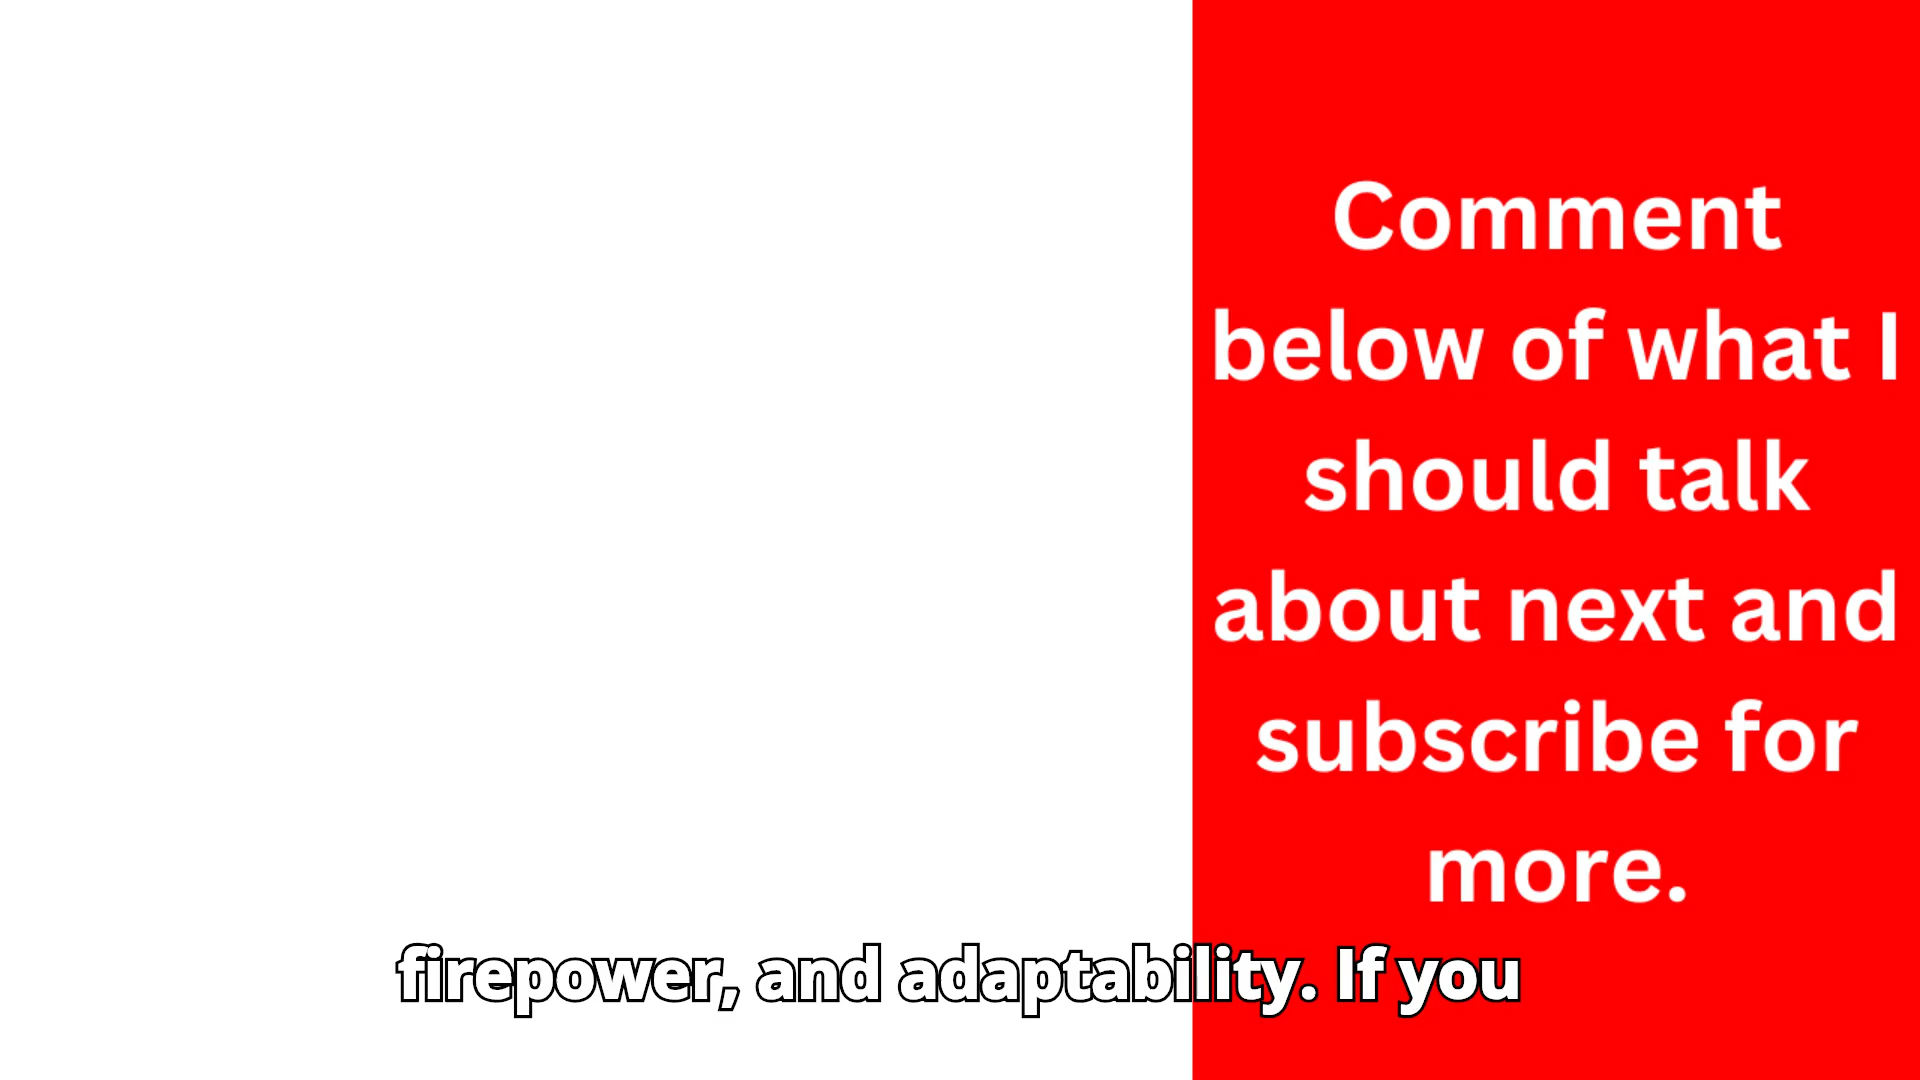 Comment
below of what I
should talk
about next and
subscribe for
more.
firepower, and adaptability. If you